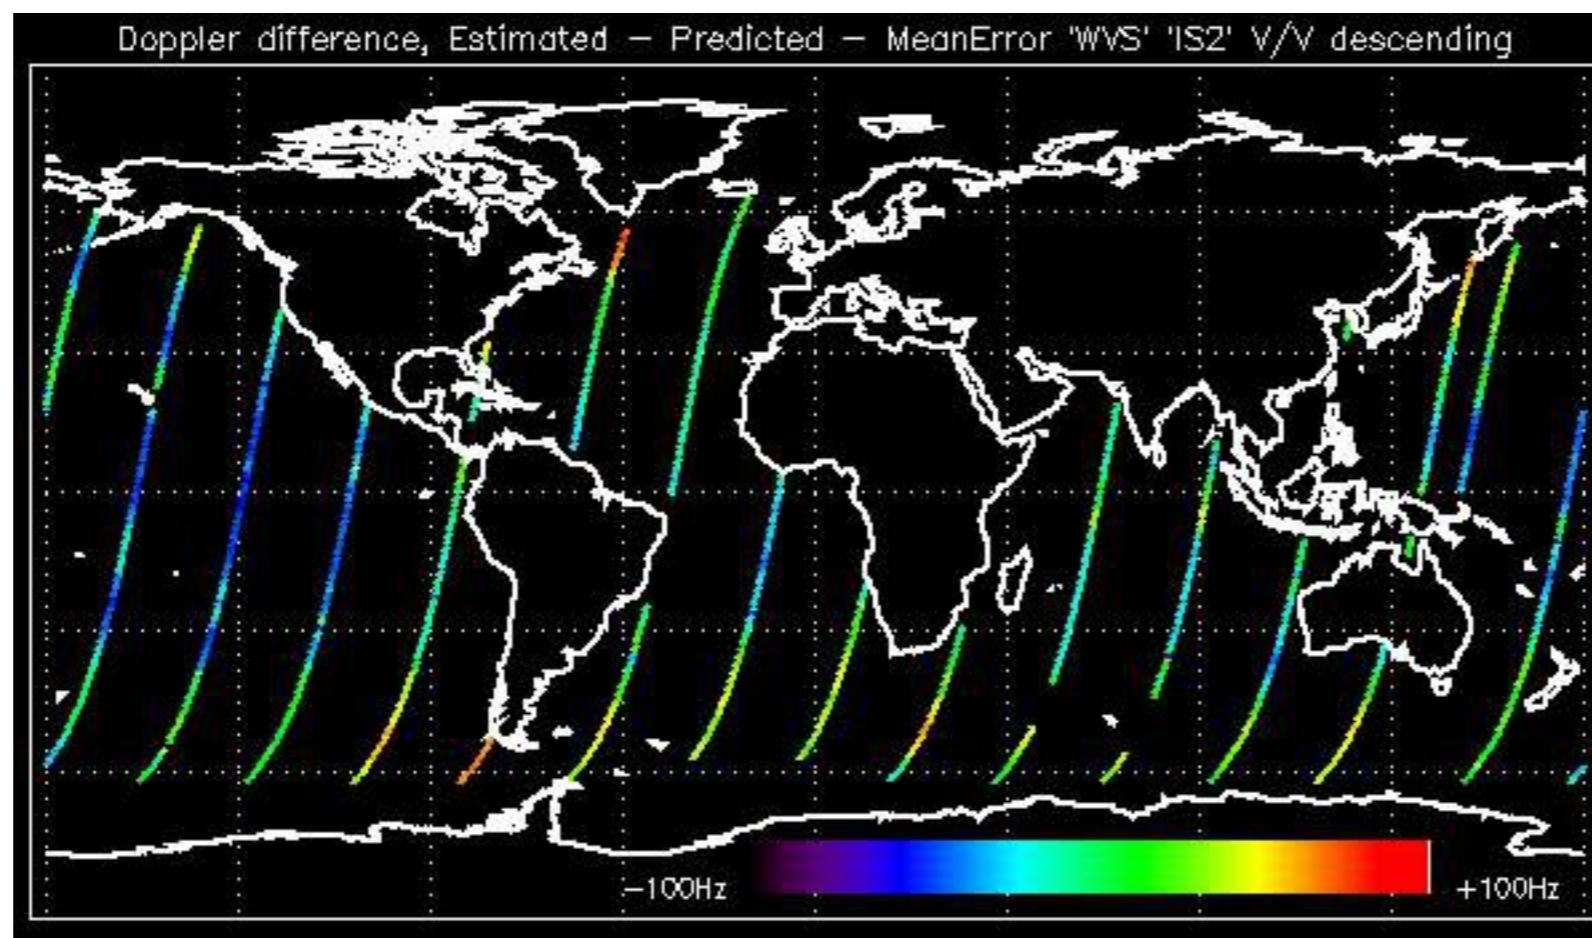 Doppler difference, Estimated – Predicted – MeanError 'WVS' 'IS2' V/V descending
−100Hz
+100Hz